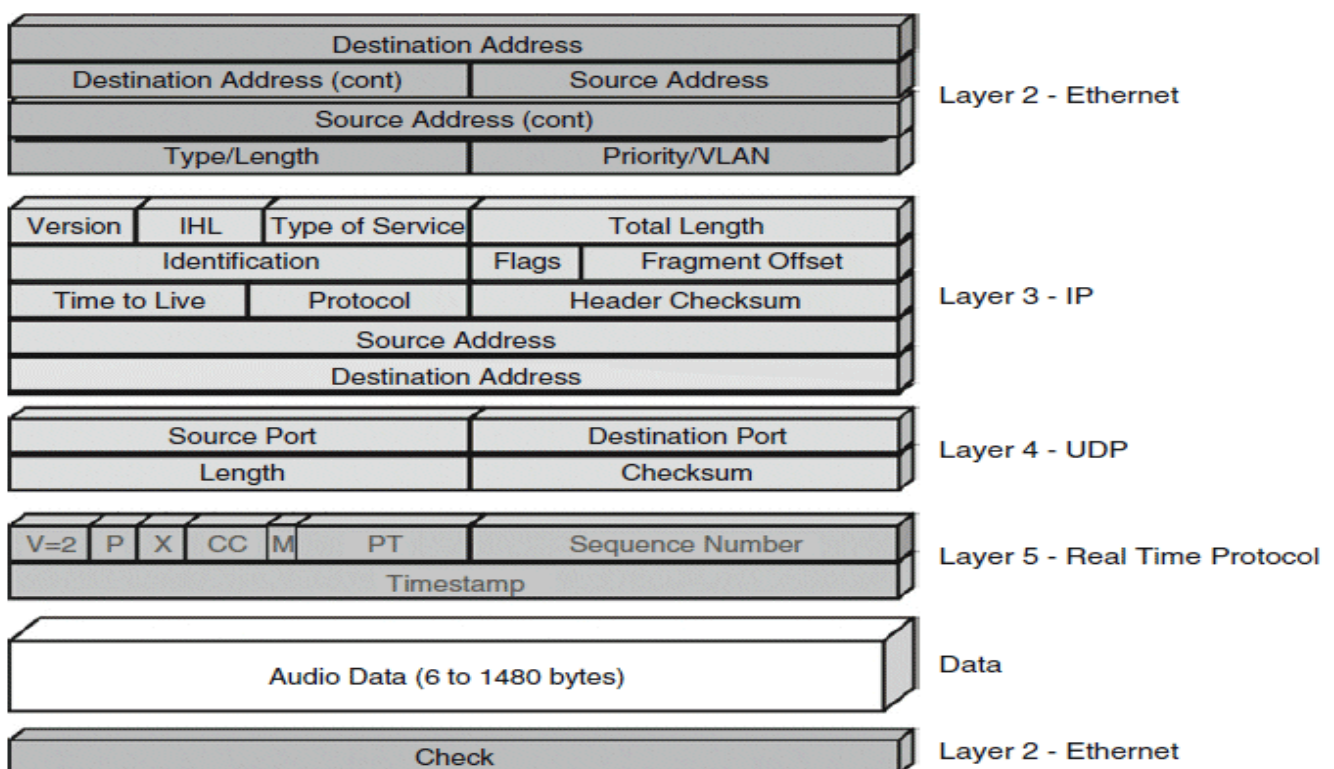 Destination Address
Destination Address (cont) Source Address
Layer 2 - Ethernet
Source Address (cont)
Type/Length Priority/VLAN
Version IHL Type of Service Total Length
Identification Flags Fragment Offset
Time to Live Protocol Header Checksum
Layer 3 - IP
Source Address
Destination Address
Source Port Destination Port
Layer 4 - UDP
Length Checksum
V=2 P X CC M PT Sequence Number
Layer 5 - Real Time Protocol
Timestamp
Audio Data (6 to 1480 bytes)
Data
Check
Layer 2 - Ethernet